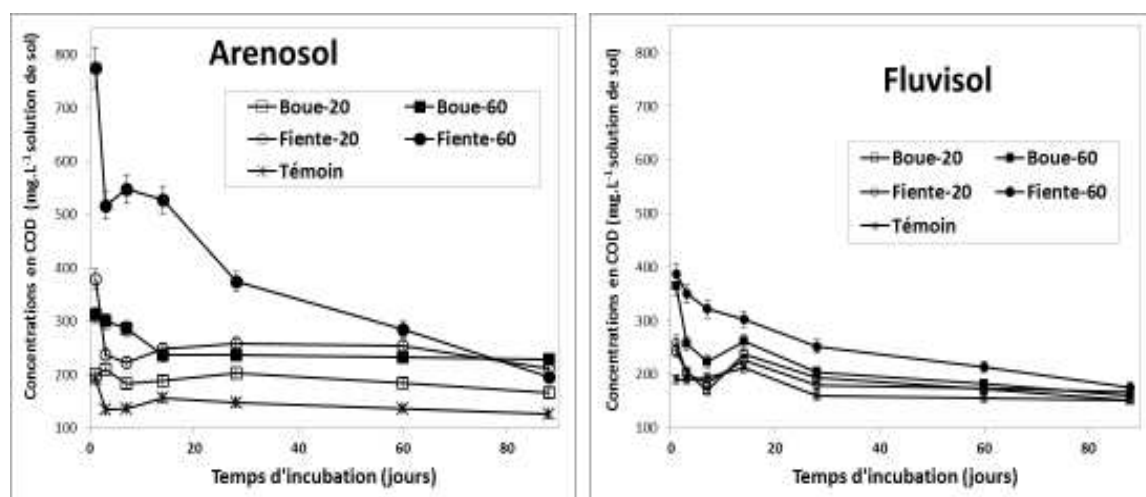 Arenosol
Boue-20 Boue-60
Fiente-20 Fiente-60
Témoin
Concentrations en COD (mg.L⁻¹ solution de sol)
800
700
600
500
400
300
200
100
0 20 40 60 80
Temps d'incubation (jours)
Fluvisol
Boue-20 Boue-60
Fiente-20 Fiente-60
Témoin
Concentrations en COD (mg.L⁻¹ solution de sol)
800
700
600
500
400
300
200
100
0 20 40 60 80
Temps d'incubation (jours)